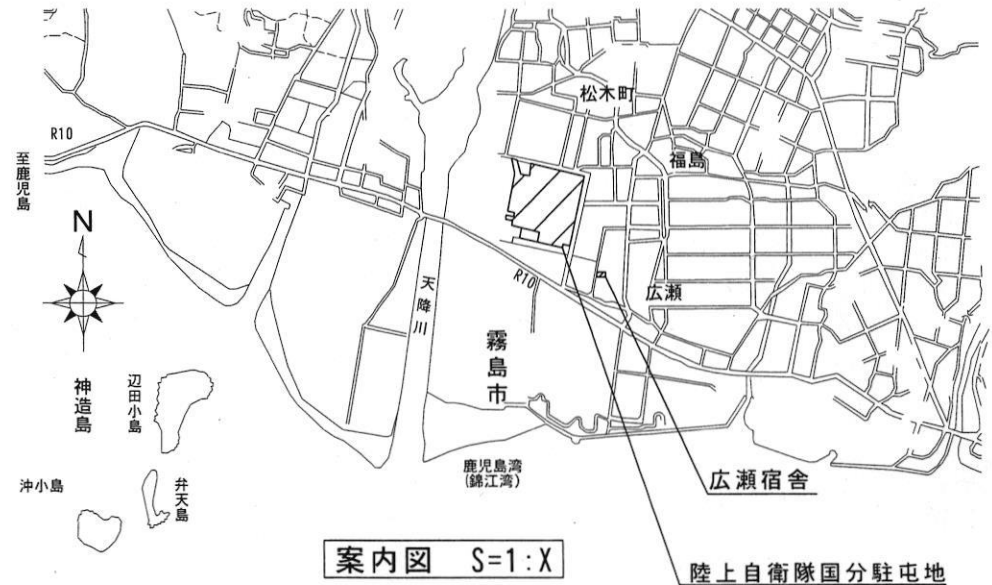 松木町
福島
R10
至鹿児島
N
R10
天降川
広瀬
霧島市
神造島
辺田小島
沖小島
弁天島
鹿児島湾
(錦江湾)
広瀬宿舎
案内図 S=1:X
陸上自衛隊国分駐屯地